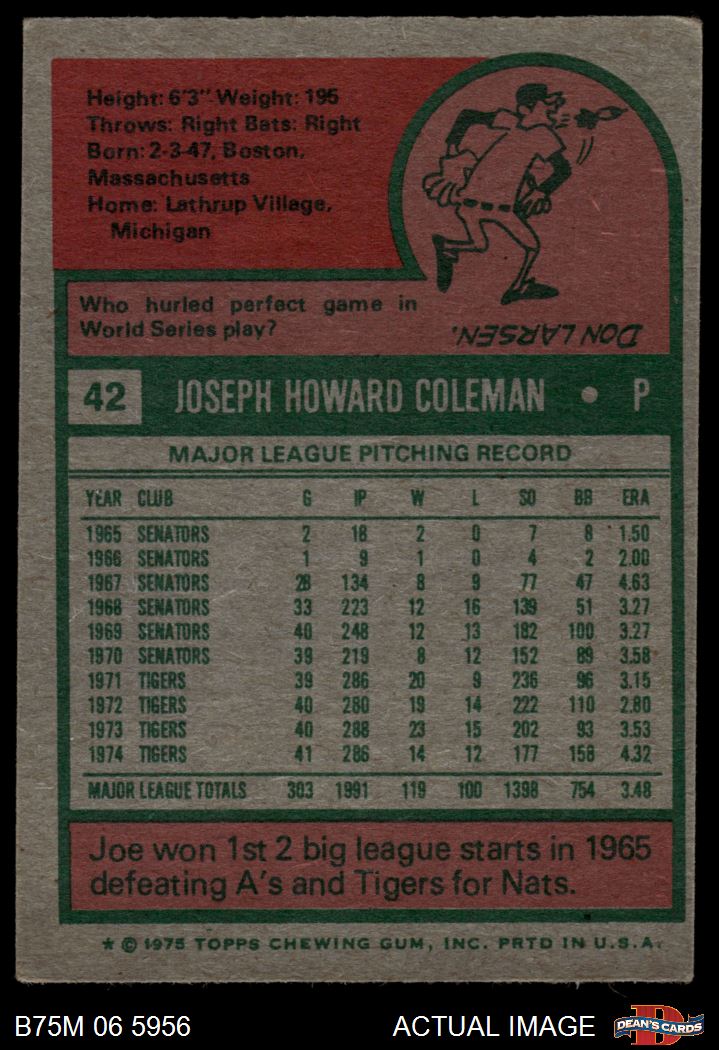 Height: 6'3" Weight: 195
Throws: Right Bats: Right
Born: 2-3-47, Boston,
Massachusetts
Home: Lathrup Village,
Michigan
Who hurled perfect game in
World Series play?
DON LARSEN.
42 JOSEPH HOWARD COLEMAN • P
MAJOR LEAGUE PITCHING RECORD
YEAR CLUB G IP W L SO BB ERA
1965 SENATORS 2 18 2 0 7 8 1.50
1966 SENATORS 1 9 1 0 4 2 2.00
1967 SENATORS 28 134 8 9 77 47 4.63
1968 SENATORS 33 223 12 16 139 51 3.27
1969 SENATORS 40 248 12 13 182 100 3.27
1970 SENATORS 39 219 8 12 152 89 3.58
1971 TIGERS 39 286 20 9 236 96 3.15
1972 TIGERS 40 280 19 14 222 110 2.80
1973 TIGERS 40 288 23 15 202 93 3.53
1974 TIGERS 41 286 14 12 177 158 4.32
MAJOR LEAGUE TOTALS 303 1991 119 100 1398 754 3.48
Joe won 1st 2 big league starts in 1965
defeating A's and Tigers for Nats.
* © 1975 TOPPS CHEWING GUM, INC. PRTD IN U.S.A.
B75M 06 5956 ACTUAL IMAGE D DEAN'S CARDS